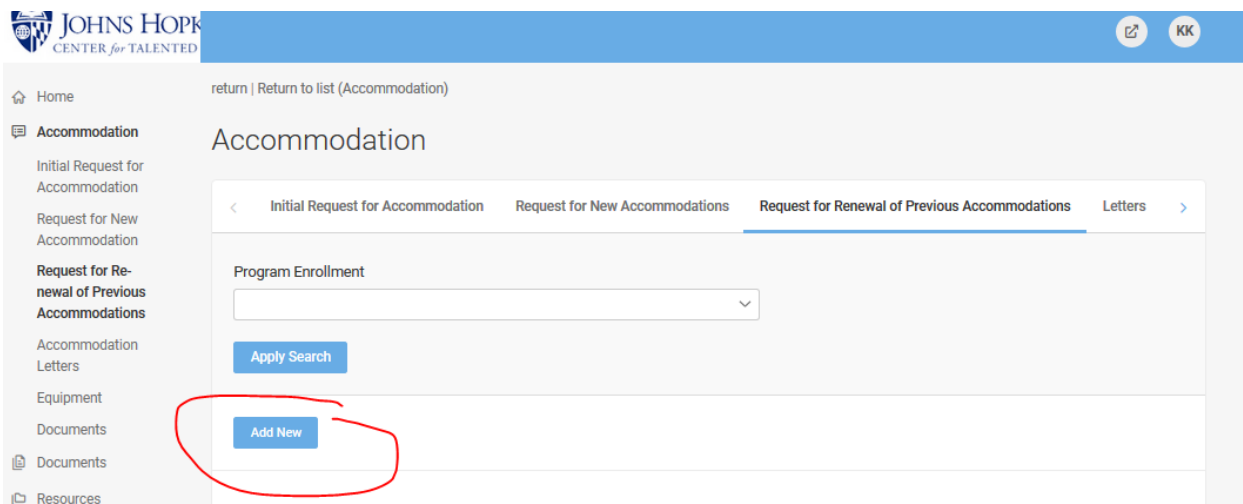 JOHNS HOPK
CENTER for TALENTED
KK
Home
Accommodation
Initial Request for
Accommodation
Request for New
Accommodation
Request for Re-
newal of Previous
Accommodations
Accommodation
Letters
Equipment
Documents
Documents
Resources
return | Return to list (Accommodation)
Accommodation
Initial Request for Accommodation Request for New Accommodations Request for Renewal of Previous Accommodations Letters
Program Enrollment
Apply Search
Add New